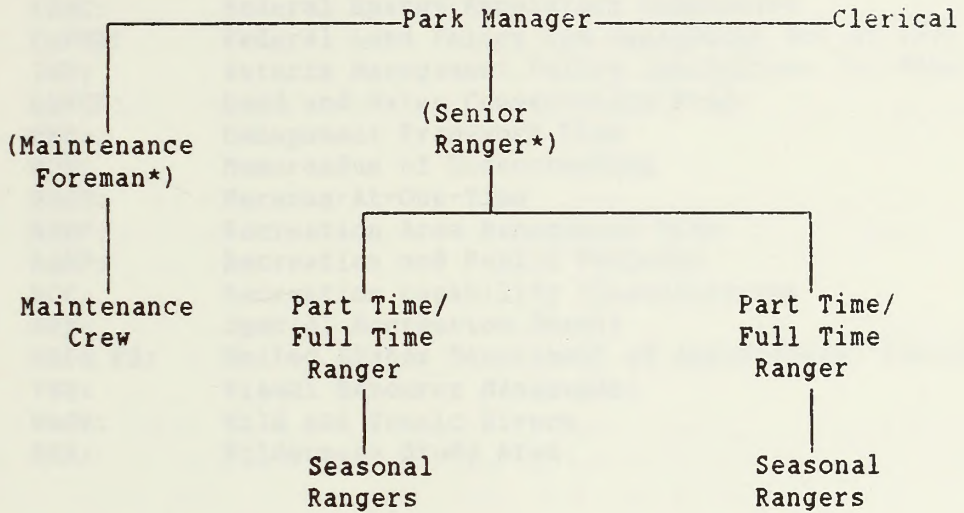 Park Manager Clerical
(Senior
Ranger*)
(Maintenance
Foreman*)
Maintenance
Crew
Part Time/
Full Time
Ranger
Part Time/
Full Time
Ranger
Seasonal
Rangers
Seasonal
Rangers